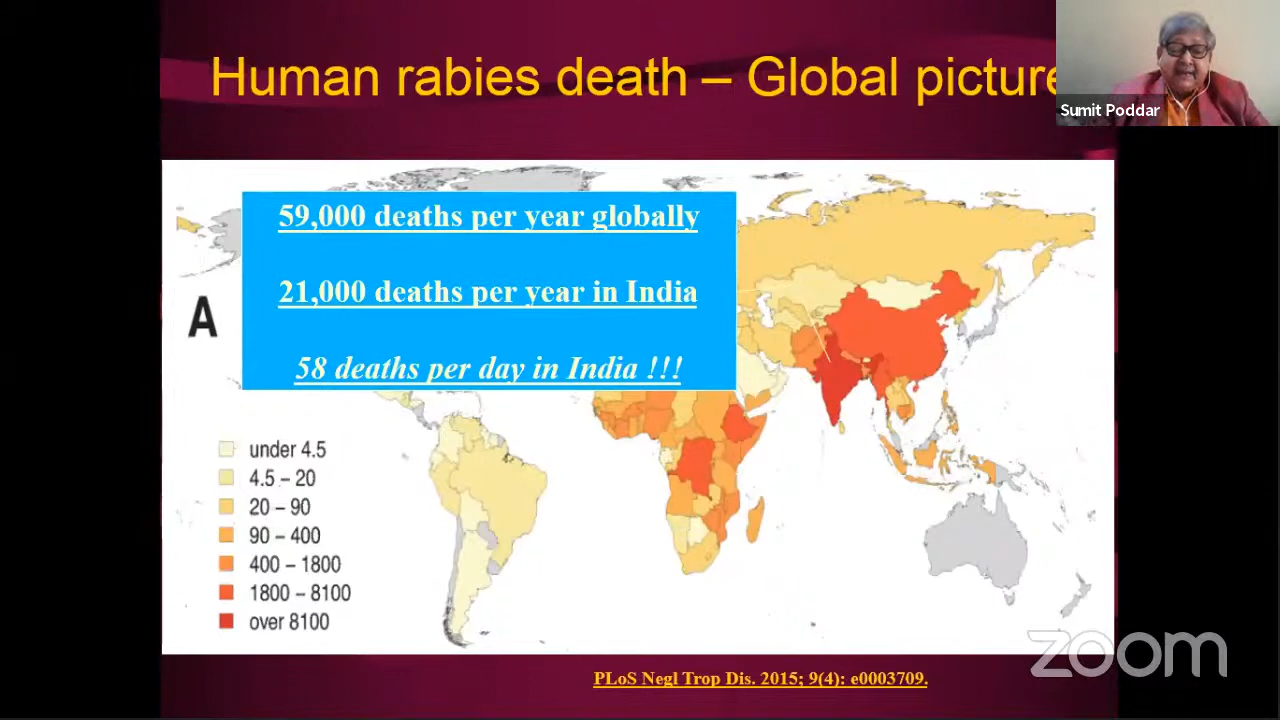 Human rabies death – Global picture
Sumit Poddar
59,000 deaths per year globally
21,000 deaths per year in India
58 deaths per day in India !!!
A
under 4.5
4.5 – 20
20 – 90
90 – 400
400 – 1800
1800 – 8100
over 8100
zoom
PLoS Negl Trop Dis. 2015; 9(4): e0003709.